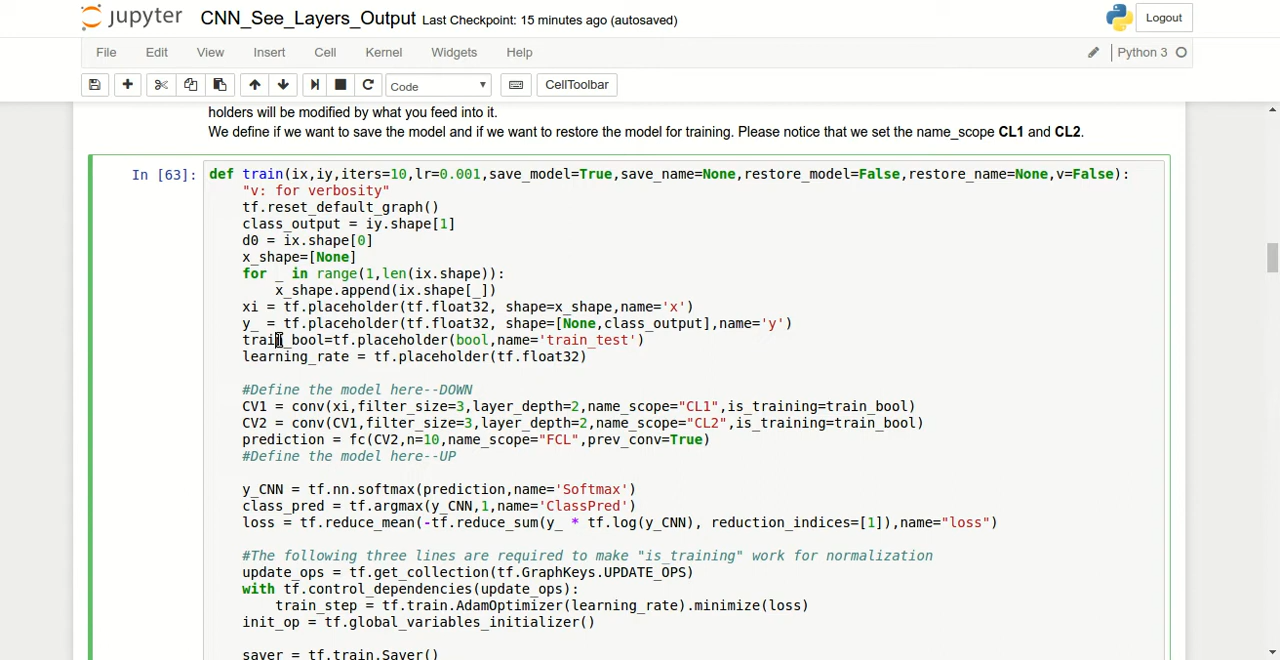 jupyter CNN_See_Layers_Output Last Checkpoint: 15 minutes ago (autosaved) Logout
File Edit View Insert Cell Kernel Widgets Help Python 3
Code CellToolbar
holders will be modified by what you feed into it.
We define if we want to save the model and if we want to restore the model for training. Please notice that we set the name_scope CL1 and CL2.
In [63]: def train(ix,iy,iters=10,lr=0.001,save_model=True,save_name=None,restore_model=False,restore_name=None,v=False):
"v: for verbosity"
tf.reset_default_graph()
class_output = iy.shape[1]
d0 = ix.shape[0]
x_shape=[None]
for _ in range(1,len(ix.shape)):
x_shape.append(ix.shape[_])
xi = tf.placeholder(tf.float32, shape=x_shape,name='x')
y_ = tf.placeholder(tf.float32, shape=[None,class_output],name='y')
train_bool=tf.placeholder(bool,name='train_test')
learning_rate = tf.placeholder(tf.float32)
#Define the model here--DOWN
CV1 = conv(xi,filter_size=3,layer_depth=2,name_scope="CL1",is_training=train_bool)
CV2 = conv(CV1,filter_size=3,layer_depth=2,name_scope="CL2",is_training=train_bool)
prediction = fc(CV2,n=10,name_scope="FCL",prev_conv=True)
#Define the model here--UP
y_CNN = tf.nn.softmax(prediction,name='Softmax')
class_pred = tf.argmax(y_CNN,1,name='ClassPred')
loss = tf.reduce_mean(-tf.reduce_sum(y_ * tf.log(y_CNN), reduction_indices=[1]),name="loss")
#The following three lines are required to make "is_training" work for normalization
update_ops = tf.get_collection(tf.GraphKeys.UPDATE_OPS)
with tf.control_dependencies(update_ops):
train_step = tf.train.AdamOptimizer(learning_rate).minimize(loss)
init_op = tf.global_variables_initializer()
saver = tf.train.Saver()